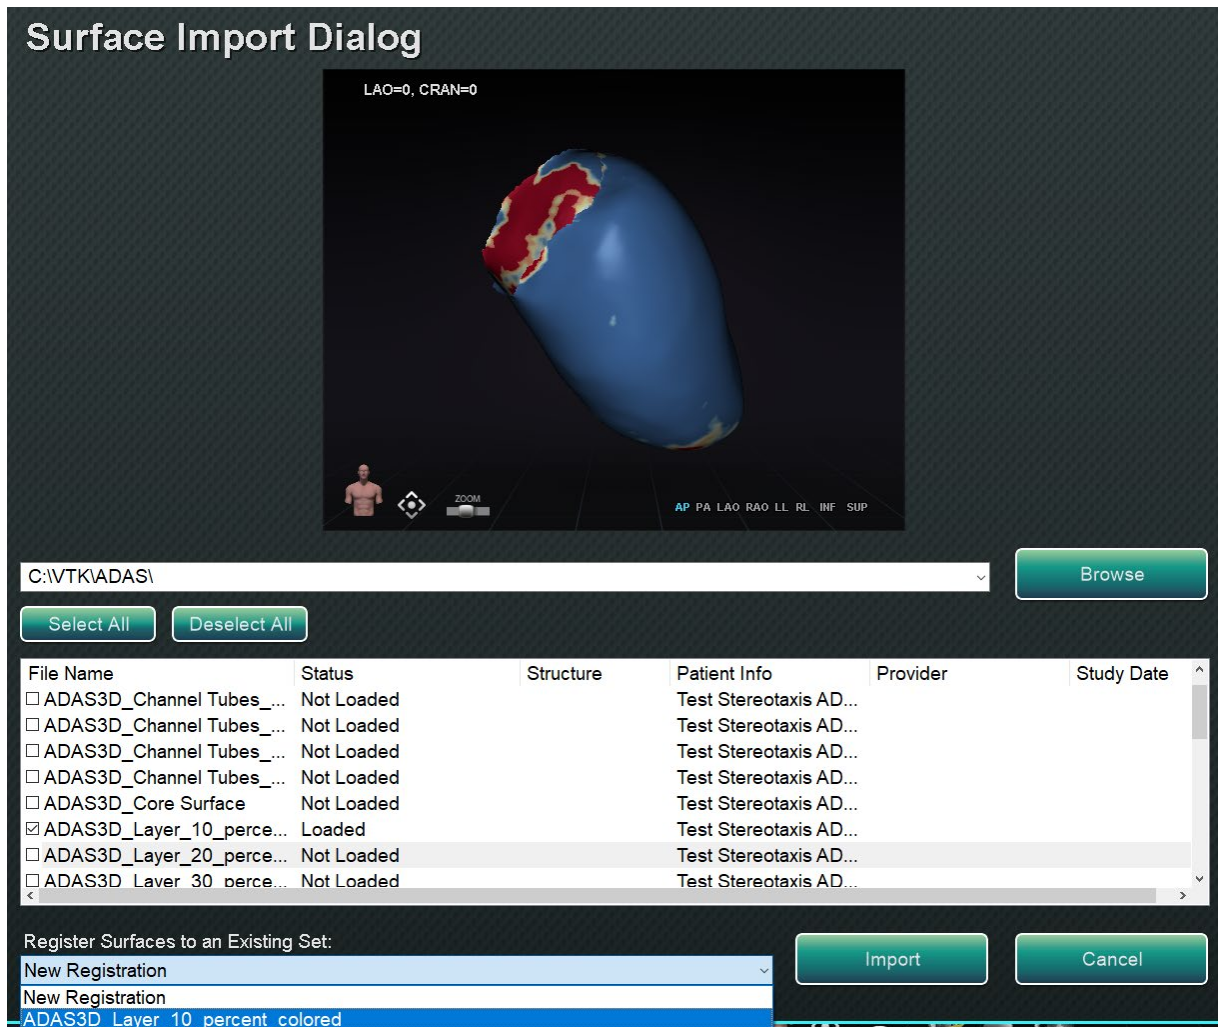 Surface Import Dialog
LAO=0, CRAN=0
ZOOM
AP PA LAO RAO LL RL INF SUP
C:\VTK\ADAS\
Browse
Select All Deselect All
File Name Status Structure Patient Info Provider Study Date
ADAS3D_Channel Tubes_... Not Loaded Test Stereotaxis AD...
ADAS3D_Channel Tubes_... Not Loaded Test Stereotaxis AD...
ADAS3D_Channel Tubes_... Not Loaded Test Stereotaxis AD...
ADAS3D_Channel Tubes_... Not Loaded Test Stereotaxis AD...
ADAS3D_Core Surface Not Loaded Test Stereotaxis AD...
ADAS3D_Layer_10_perce... Loaded Test Stereotaxis AD...
ADAS3D_Layer_20_perce... Not Loaded Test Stereotaxis AD...
ADAS3D_Layer_30_perce... Not Loaded Test Stereotaxis AD...
Register Surfaces to an Existing Set:
New Registration
Import Cancel
New Registration
ADAS3D_Layer_10_percent_colored